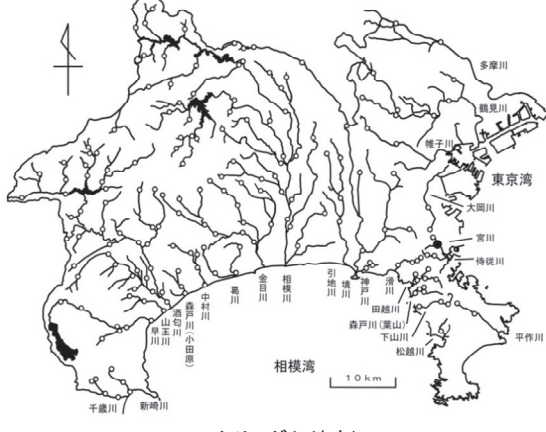 多摩川
鶴見川
帷子川
東京湾
大岡川
宮川
侍従川
平作川
田越川
森戸川(葉山)
下山川
松越川
滑川
神戸川
境川
引地川
相模川
金目川
葛川
中村川
森戸川(小田原)
酒匂川
山王川
早川
新崎川
千歳川
相模湾
10km